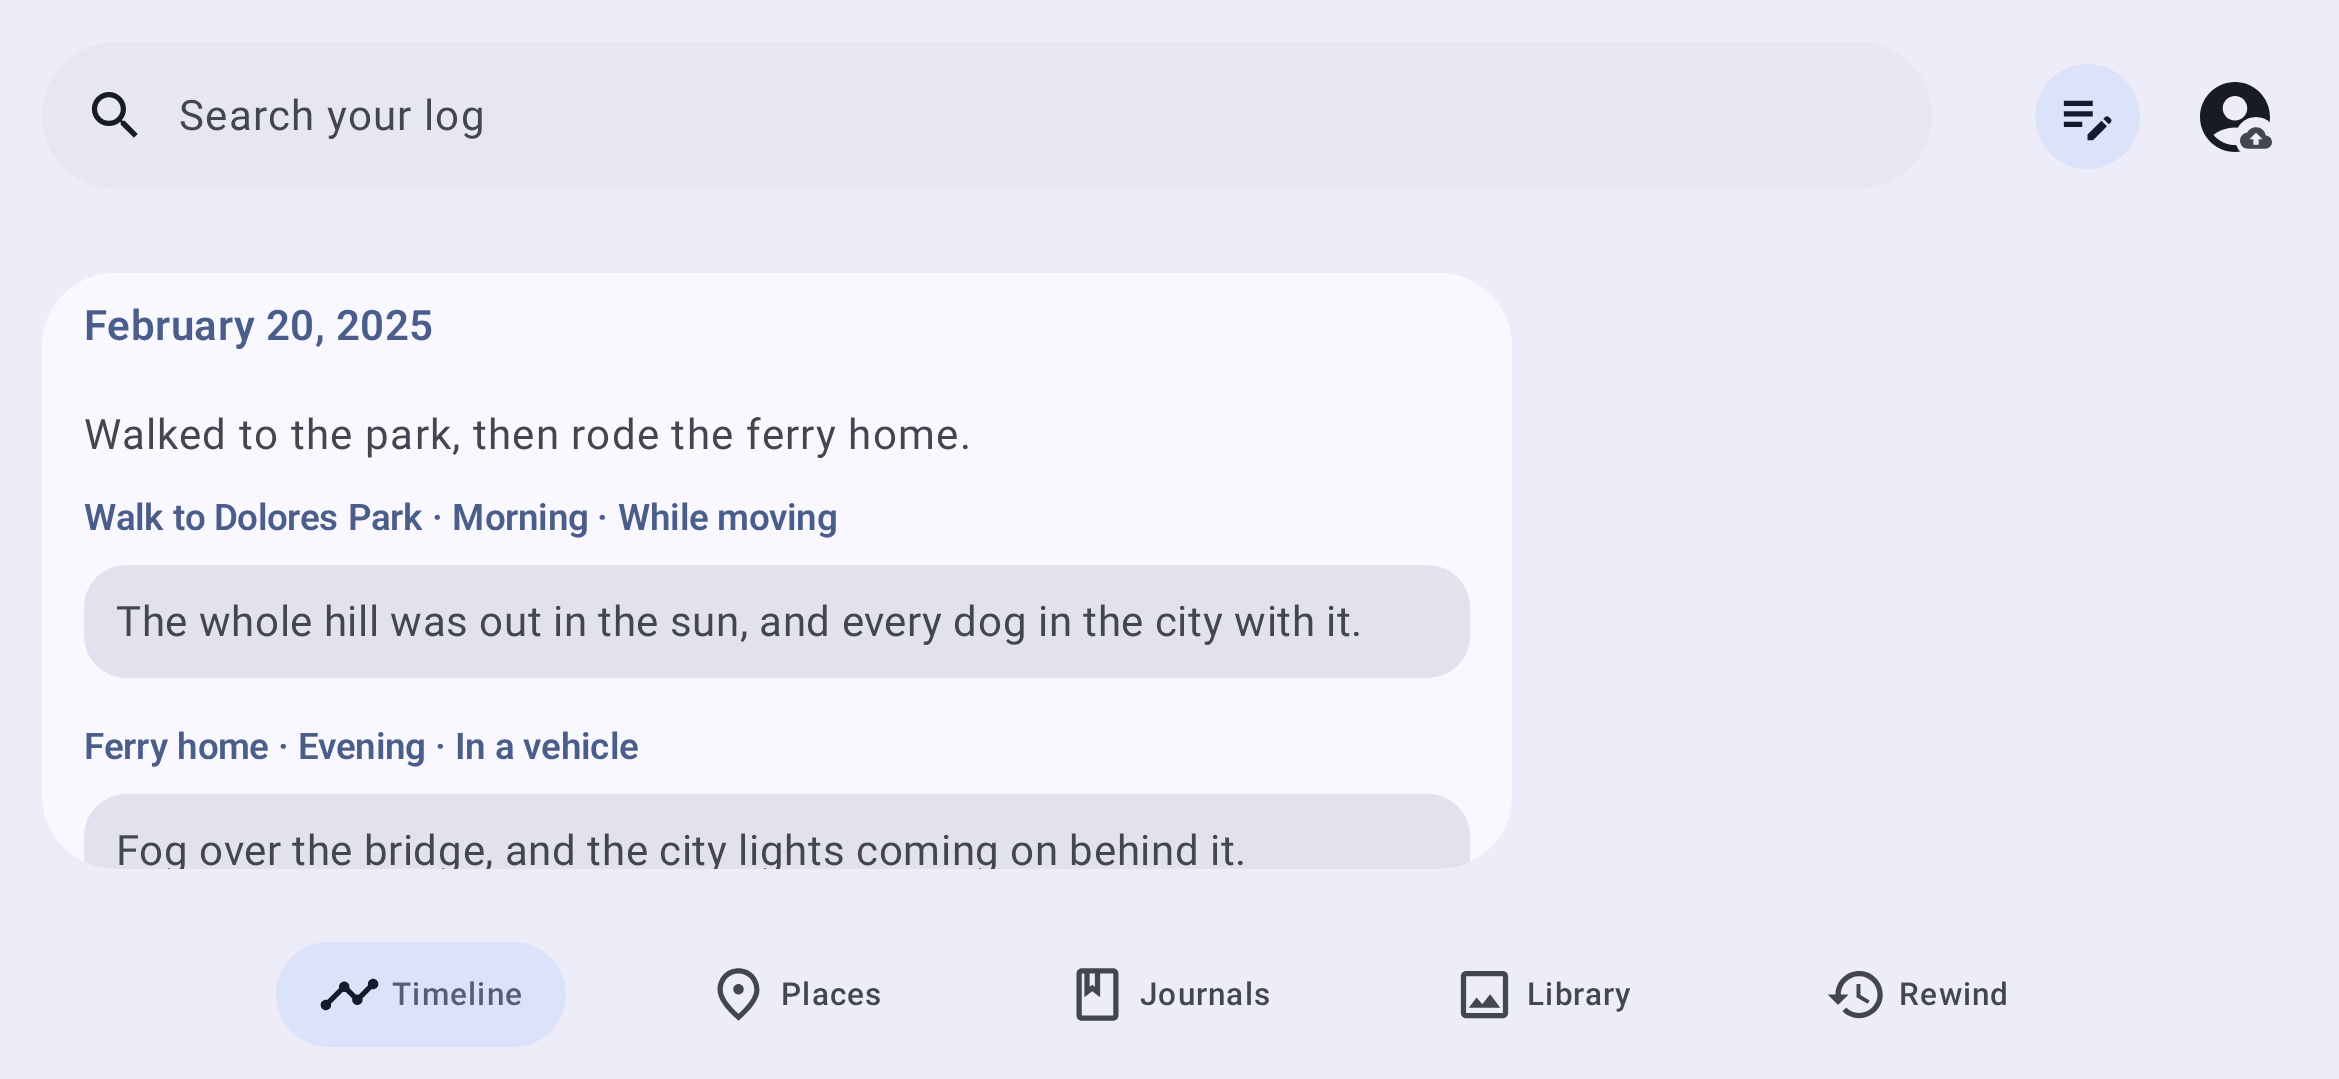 Search your log
February 20, 2025
Walked to the park, then rode the ferry home.
Walk to Dolores Park · Morning · While moving
The whole hill was out in the sun, and every dog in the city with it.
Ferry home · Evening · In a vehicle
Fog over the bridge, and the city lights coming on behind it.
Timeline
Places
Journals
Library
Rewind